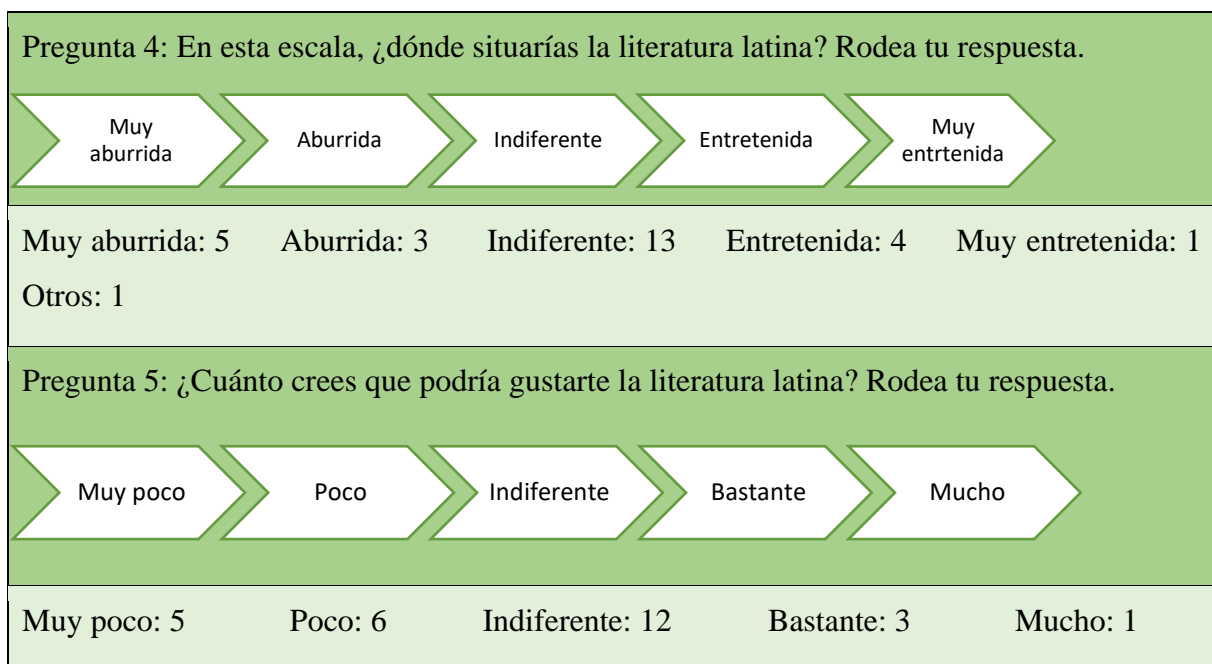 Pregunta 4: En esta escala, ¿dónde situarías la literatura latina? Rodea tu respuesta.
Muy
aburrida
Aburrida
Indiferente
Entretenida
Muy
entrtenida
Muy aburrida: 5 Aburrida: 3 Indiferente: 13 Entretenida: 4 Muy entretenida: 1
Otros: 1
Pregunta 5: ¿Cuánto crees que podría gustarte la literatura latina? Rodea tu respuesta.
Muy poco
Poco
Indiferente
Bastante
Mucho
Muy poco: 5 Poco: 6 Indiferente: 12 Bastante: 3 Mucho: 1